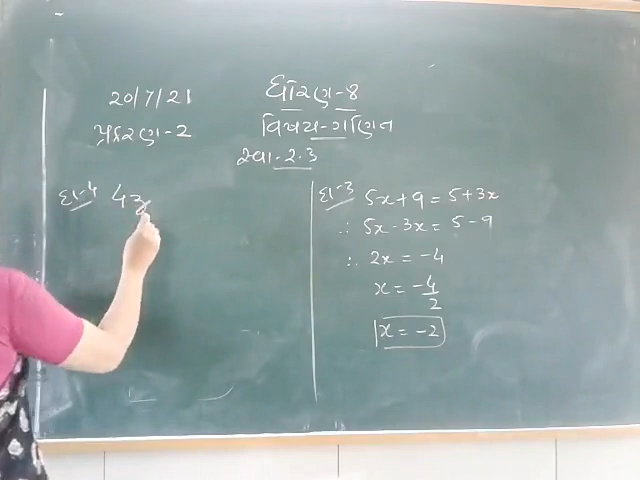 20/7/21
ધોરણ-8
પ્રકરણ-2
વિષય-ગણિત
સ્વા-2.3
દા-4 4z
દા-3 5x+9 = 5+3x
∴ 5x-3x = 5-9
∴ 2x = -4
x = -4/2
x = -2